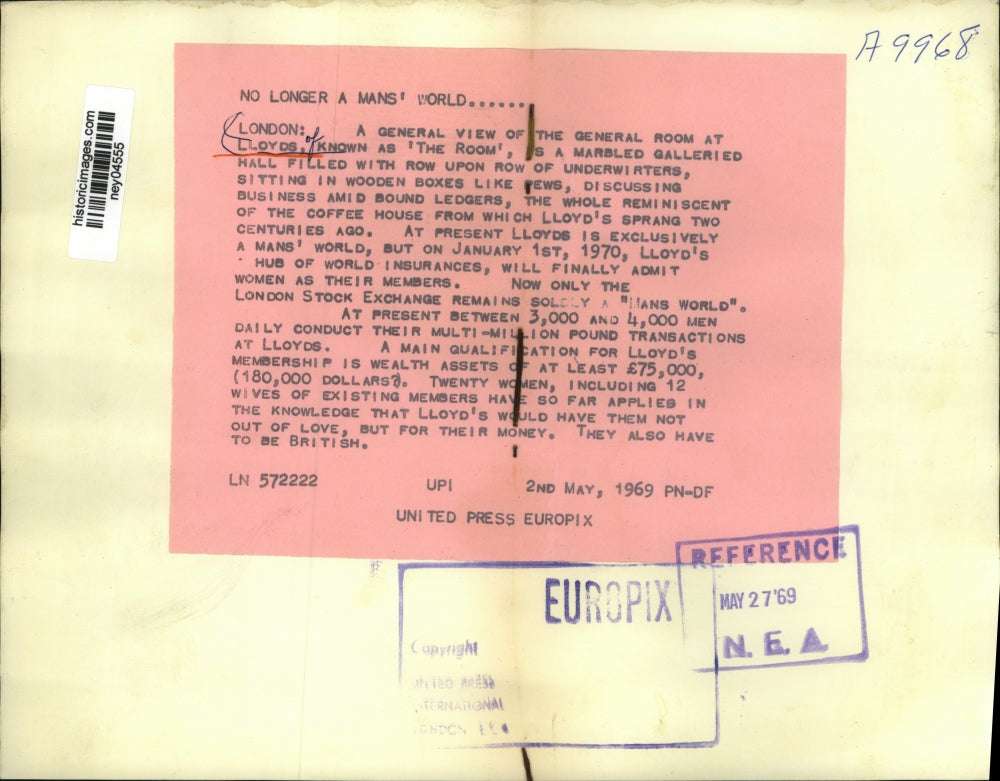 A9968
historicimages.com
ney04555
NO LONGER A MANS' WORLD......
LONDON: A GENERAL VIEW OF THE GENERAL ROOM AT
of
LLOYDS, KNOWN AS 'THE ROOM', IS A MARBLED GALLERIED
HALL FILLED WITH ROW UPON ROW OF UNDERWIRTERS,
SITTING IN WOODEN BOXES LIKE PEWS, DISCUSSING
BUSINESS AMID BOUND LEDGERS, THE WHOLE REMINISCENT
OF THE COFFEE HOUSE FROM WHICH LLOYD'S SPRANG TWO
CENTURIES AGO. AT PRESENT LLOYDS IS EXCLUSIVELY
A MANS' WORLD, BUT ON JANUARY 1ST, 1970, LLOYD'S
HUB OF WORLD INSURANCES, WILL FINALLY ADMIT
WOMEN AS THEIR MEMBERS. NOW ONLY THE
LONDON STOCK EXCHANGE REMAINS SOLELY A "MANS WORLD".
AT PRESENT BETWEEN 3,000 AND 4,000 MEN
DAILY CONDUCT THEIR MULTI-MILLION POUND TRANSACTIONS
AT LLOYDS. A MAIN QUALIFICATION FOR LLOYD'S
MEMBERSHIP IS WEALTH ASSETS OF AT LEAST £75,000,
(180,000 DOLLARS). TWENTY WOMEN, INCLUDING 12
WIVES OF EXISTING MEMBERS HAVE SO FAR APPLIED IN
THE KNOWLEDGE THAT LLOYD'S WOULD HAVE THEM NOT
OUT OF LOVE, BUT FOR THEIR MONEY. THEY ALSO HAVE
TO BE BRITISH.
LN 572222 UPI 2ND MAY, 1969 PN-DF
UNITED PRESS EUROPIX
REFERENCE
MAY 27 '69
N. E. A.
EUROPIX
Copyright
UNITED PRESS
INTERNATIONAL
LONDON